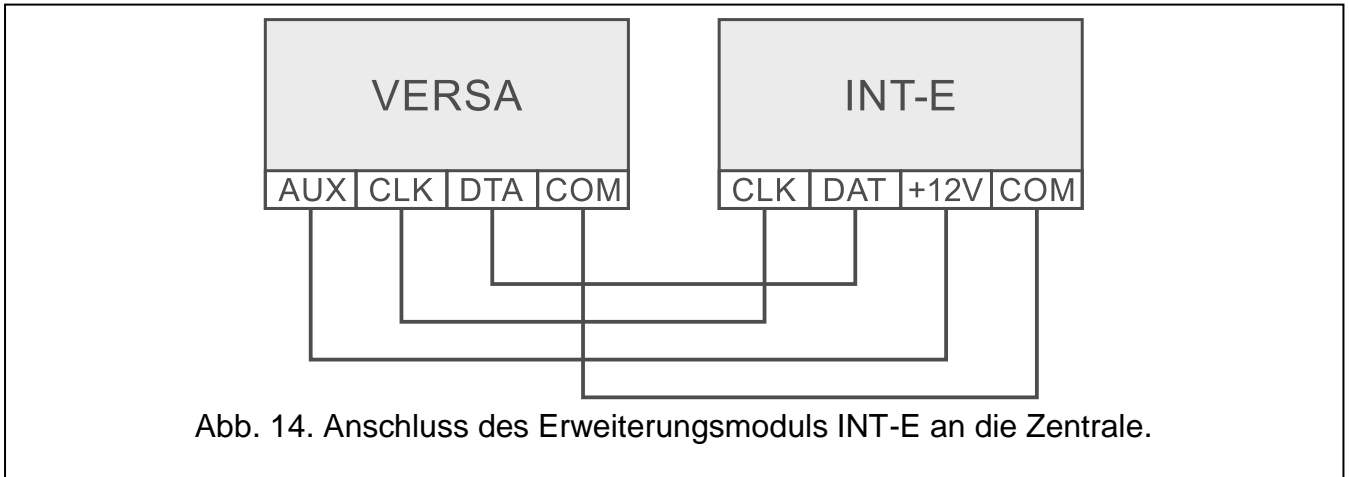 VERSA
INT-E
AUX CLK DTA COM
CLK DAT +12V COM
Abb. 14. Anschluss des Erweiterungsmoduls INT-E an die Zentrale.